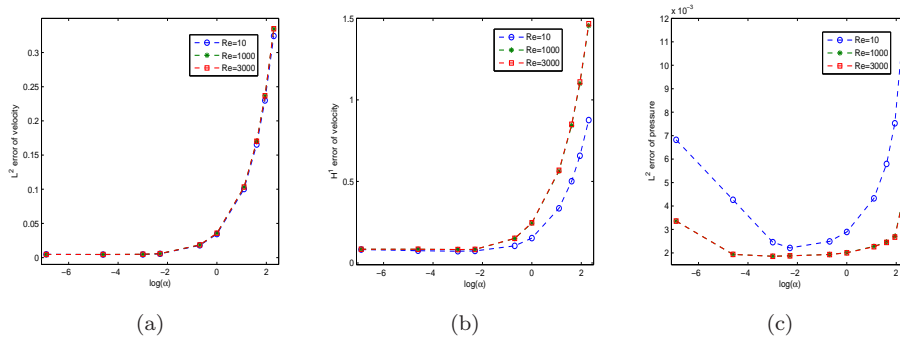 0.35
0.3
0.25
0.2
0.15
0.1
0.05
0
L² error of velocity
−6 −4 −2 0 2
log(α)
Re=10
Re=1000
Re=3000
(a)
1.5
1
0.5
0
H¹ error of velocity
−6 −4 −2 0 2
log(α)
Re=10
Re=1000
Re=3000
(b)
x 10⁻³
12
11
10
9
8
7
6
5
4
3
2
L² error of pressure
−6 −4 −2 0 2
log(α)
Re=10
Re=1000
Re=3000
(c)